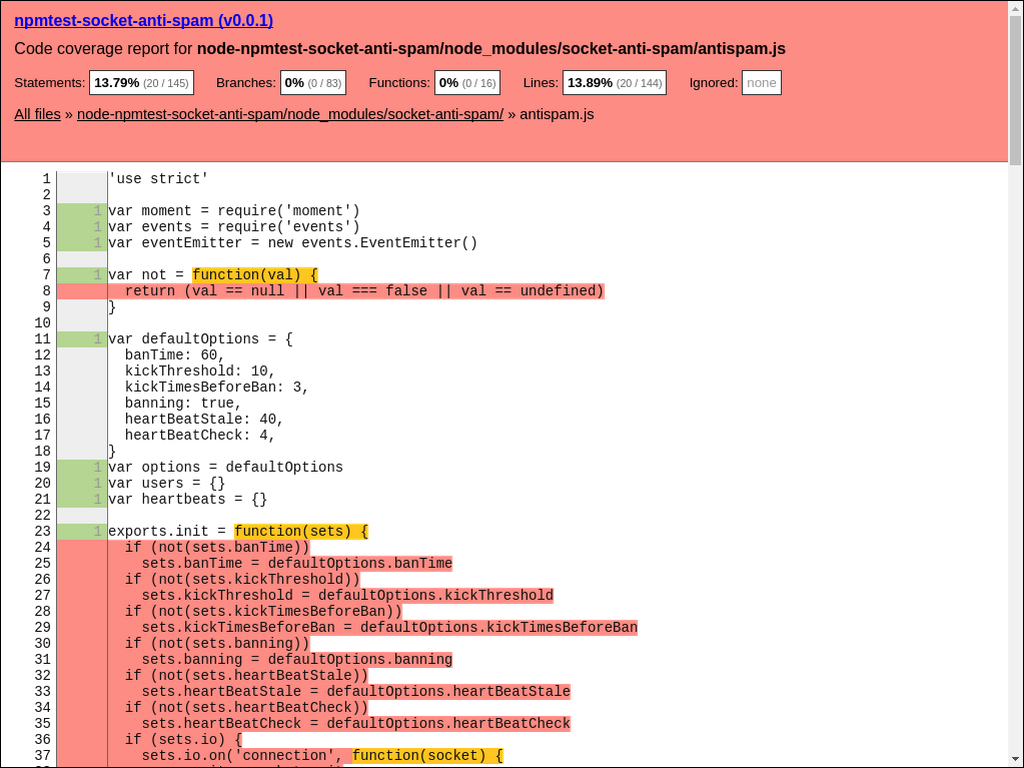 npmtest-socket-anti-spam (v0.0.1)
Code coverage report for node-npmtest-socket-anti-spam/node_modules/socket-anti-spam/antispam.js
Statements: 13.79% (20 / 145) Branches: 0% (0 / 83) Functions: 0% (0 / 16) Lines: 13.89% (20 / 144) Ignored: none
All files » node-npmtest-socket-anti-spam/node_modules/socket-anti-spam/ » antispam.js
1 'use strict'
2
3 1 var moment = require('moment')
4 1 var events = require('events')
5 1 var eventEmitter = new events.EventEmitter()
6
7 1 var not = function(val) {
8 return (val == null || val === false || val == undefined)
9 }
10
11 1 var defaultOptions = {
12 banTime: 60,
13 kickThreshold: 10,
14 kickTimesBeforeBan: 3,
15 banning: true,
16 heartBeatStale: 40,
17 heartBeatCheck: 4,
18 }
19 1 var options = defaultOptions
20 1 var users = {}
21 1 var heartbeats = {}
22
23 1 exports.init = function(sets) {
24 if (not(sets.banTime))
25 sets.banTime = defaultOptions.banTime
26 if (not(sets.kickThreshold))
27 sets.kickThreshold = defaultOptions.kickThreshold
28 if (not(sets.kickTimesBeforeBan))
29 sets.kickTimesBeforeBan = defaultOptions.kickTimesBeforeBan
30 if (not(sets.banning))
31 sets.banning = defaultOptions.banning
32 if (not(sets.heartBeatStale))
33 sets.heartBeatStale = defaultOptions.heartBeatStale
34 if (not(sets.heartBeatCheck))
35 sets.heartBeatCheck = defaultOptions.heartBeatCheck
36 if (sets.io) {
37 sets.io.on('connection', function(socket) {